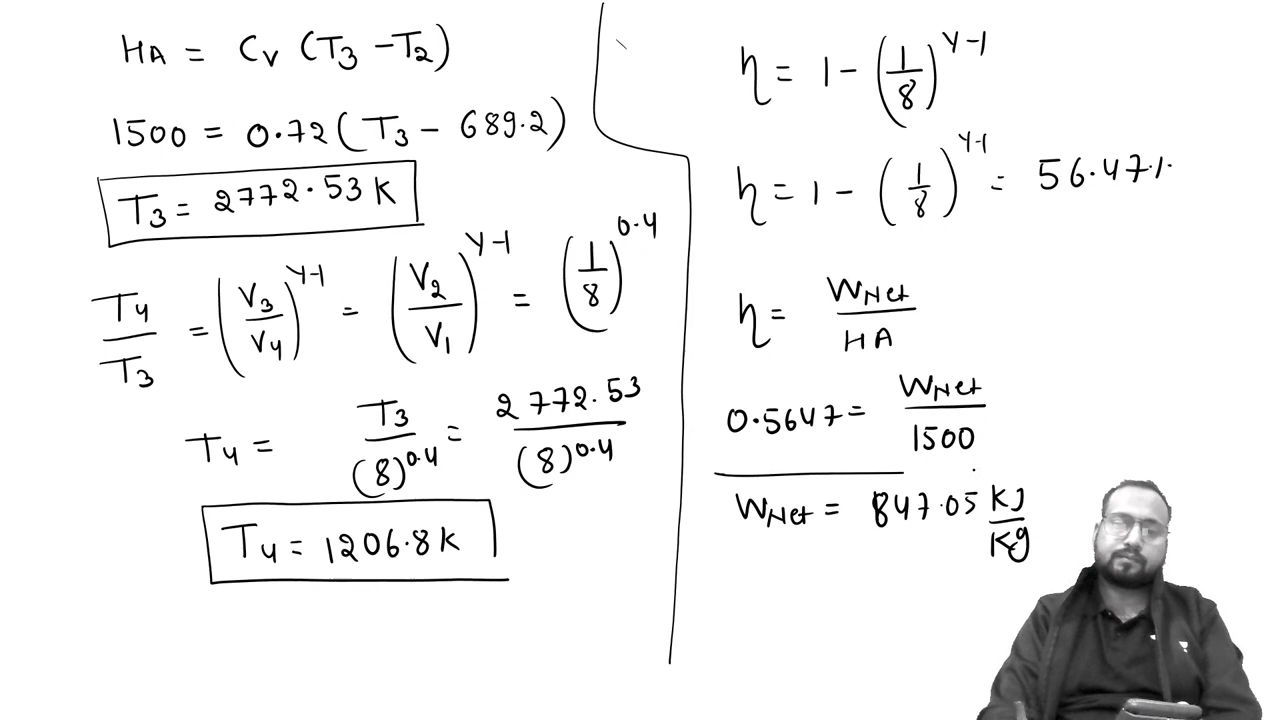 HA = Cv (T3 - T2)
1500 = 0.72 (T3 - 689.2)
T3 = 2772.53 K
T4/T3 = (V3/V4)^γ-1 = (V2/V1)^γ-1 = (1/8)^0.4
T4 = T3/(8)^0.4 = 2772.53/(8)^0.4
T4 = 1206.8 K
η = 1 - (1/8)^γ-1
η = 1 - (1/8)^γ-1 = 56.47%
η = WNet/HA
0.5647 = WNet/1500
WNet = 847.05 KJ/Kg